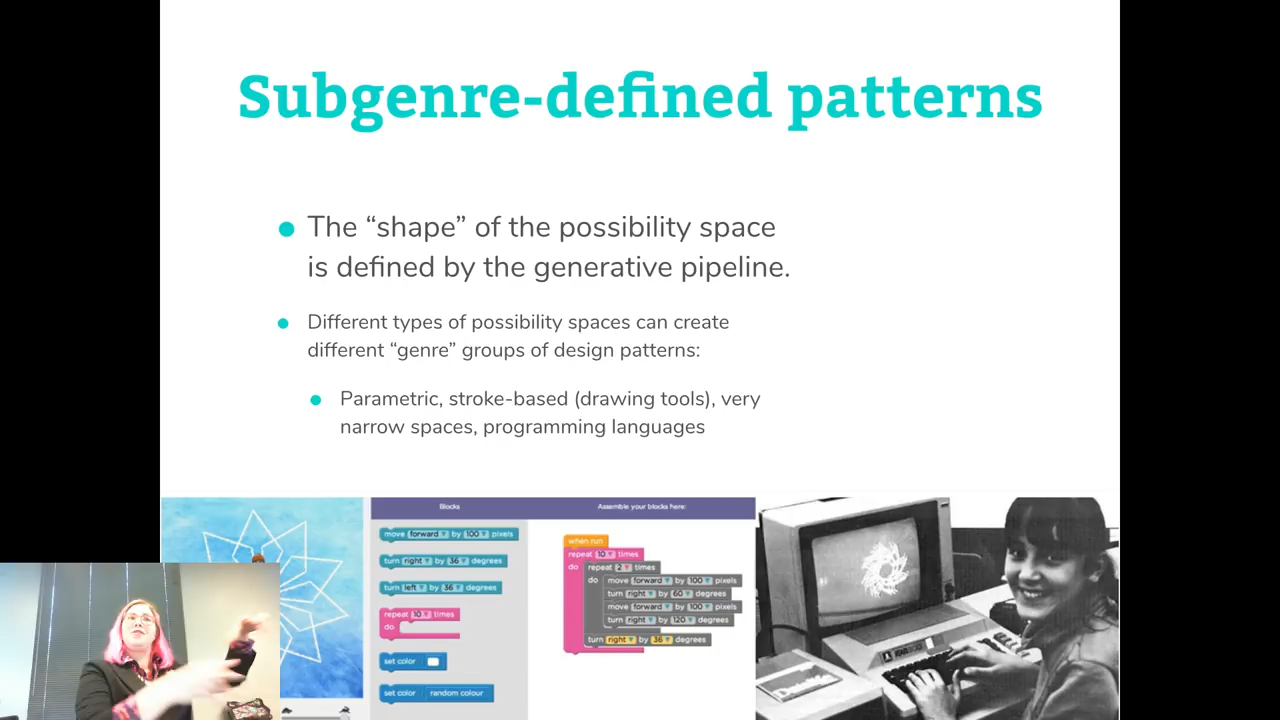 Subgenre-defined patterns
The “shape” of the possibility space
is defined by the generative pipeline.
Different types of possibility spaces can create
different “genre” groups of design patterns:
Parametric, stroke-based (drawing tools), very
narrow spaces, programming languages
Blocks
move forward by 100 pixels
turn right by 36 degrees
turn left by 36 degrees
repeat 10 times
do
set color
set color random colour
Assemble your blocks here:
when run
repeat 10 times
do repeat 2 times
do move forward by 100 pixels
turn right by 60 degrees
move forward by 100 pixels
turn right by 120 degrees
turn right by 36 degrees